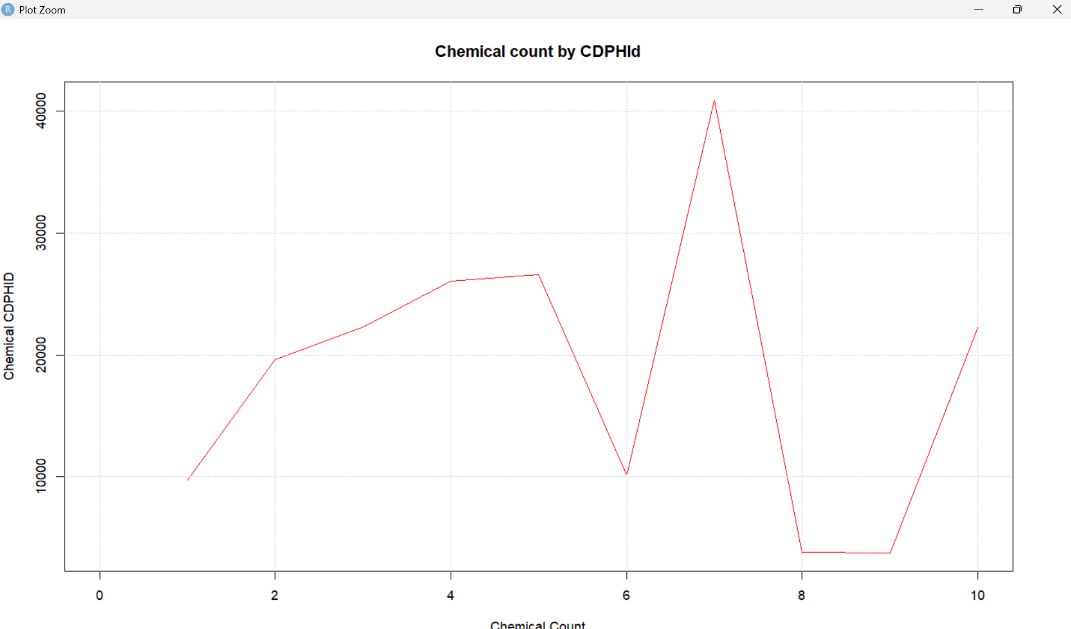 R Plot Zoom
Chemical count by CDPHId
Chemical CDPHID
40000
30000
20000
10000
0 2 4 6 8 10
Chemical Count